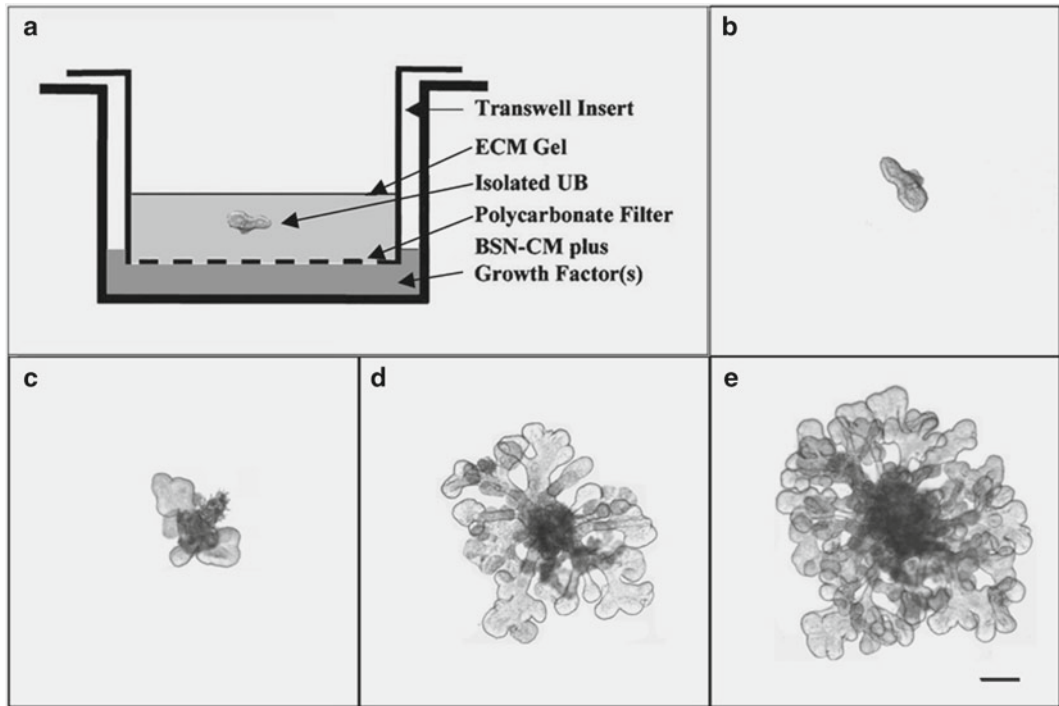 a
Transwell Insert
ECM Gel
Isolated UB
Polycarbonate Filter
BSN-CM plus
Growth Factor(s)
b
c
d
e